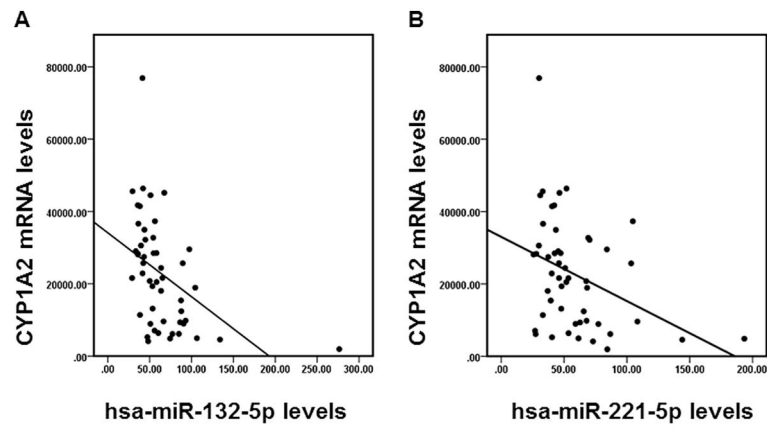 A
B
CYP1A2 mRNA levels
80000.00
60000.00
40000.00
20000.00
.00
.00 50.00 100.00 150.00 200.00 250.00 300.00
hsa-miR-132-5p levels
CYP1A2 mRNA levels
80000.00
60000.00
40000.00
20000.00
.00
.00 50.00 100.00 150.00 200.00
hsa-miR-221-5p levels